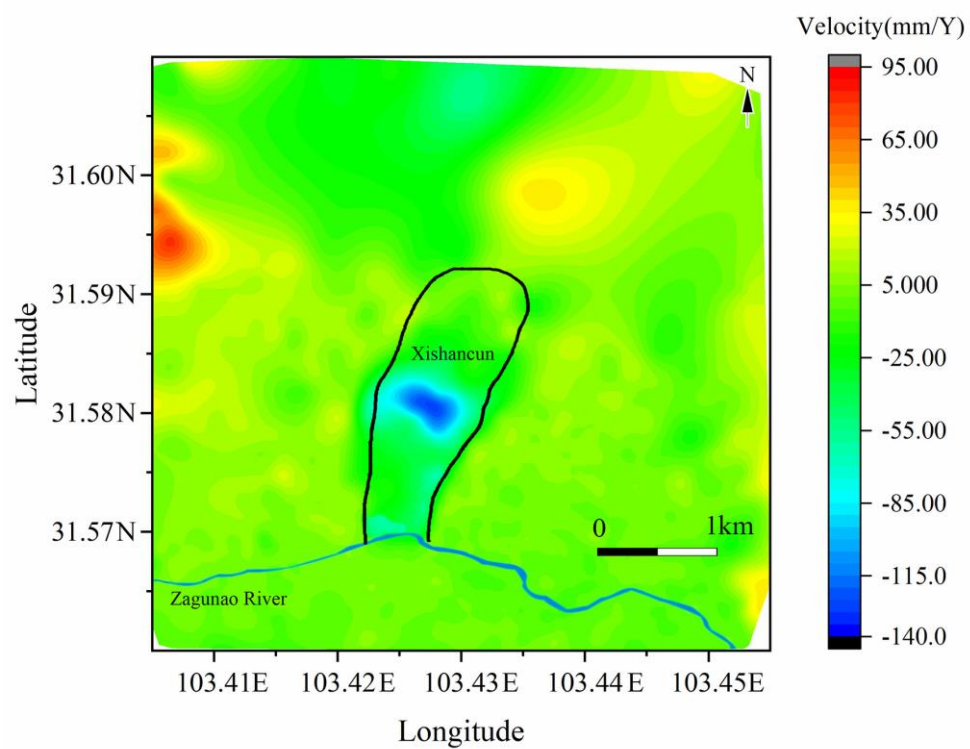 Velocity(mm/Y)
N
95.00
65.00
35.00
5.000
-25.00
-55.00
-85.00
-115.0
-140.0
Latitude
31.60N
31.59N
31.58N
31.57N
Xishancun
0 1km
Zagunao River
103.41E 103.42E 103.43E 103.44E 103.45E
Longitude